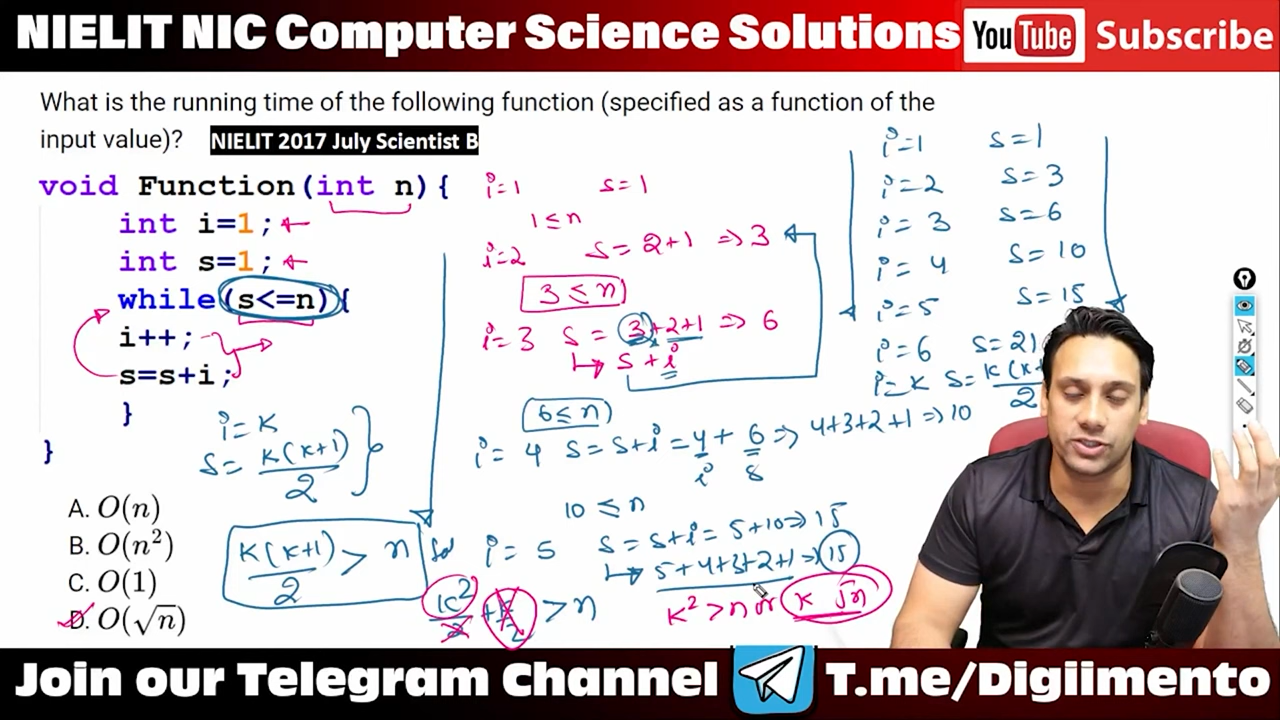 NIELIT NIC Computer Science Solutions
YouTube Subscribe
What is the running time of the following function (specified as a function of the
input value)? NIELIT 2017 July Scientist B
void Function(int n){
int i=1;
int s=1;
while(s<=n){
i++;
s=s+i;
}
}
i=K
s= K(K+1)/2
A. O(n)
B. O(n²)
C. O(1)
D. O(√n)
K(K+1)/2 > n
i=1 s=1
1≤n
i=2 s=2+1 ⇒3
3≤n
i=3 s=3+2+1 ⇒ 6
s+i
6≤n
i=4 s=s+i=4+6⇒ 4+3+2+1⇒10
i
10≤n
i=5 s=s+i=5+10⇒15
5+4+3+2+1⇒15
>n
K²>n or K √n
i=1 s=1
i=2 s=3
i=3 s=6
i=4 s=10
i=5 s=15
i=6 s=21
i=K s=
Join our Telegram Channel T.me/Digiimento